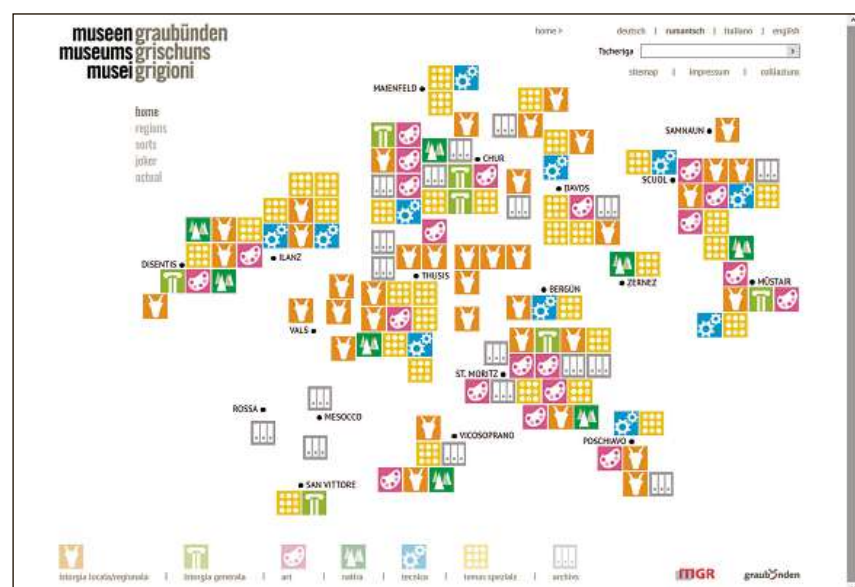 museen graubünden
museums grischuns
musei grigioni
home >
deutsch | rumantsch | italiano | english
Tschertga
sitemap | impressum | colliaziuns
home
regiuns
sorts
joker
actual
MAIENFELD
CHUR
SAMNAUN
SCUOL
DAVOS
DISENTIS
ILANZ
THUSIS
ZERNEZ
MÜSTAIR
BERGÜN
VALS
ST. MORITZ
ROSSA
MESOCCO
VICOSOPRANO
POSCHIAVO
SAN VITTORE
istorgia locala/regiunala | istorgia generala | art | natira | tecnica | temas spezials | archivs
mGR
graubünden